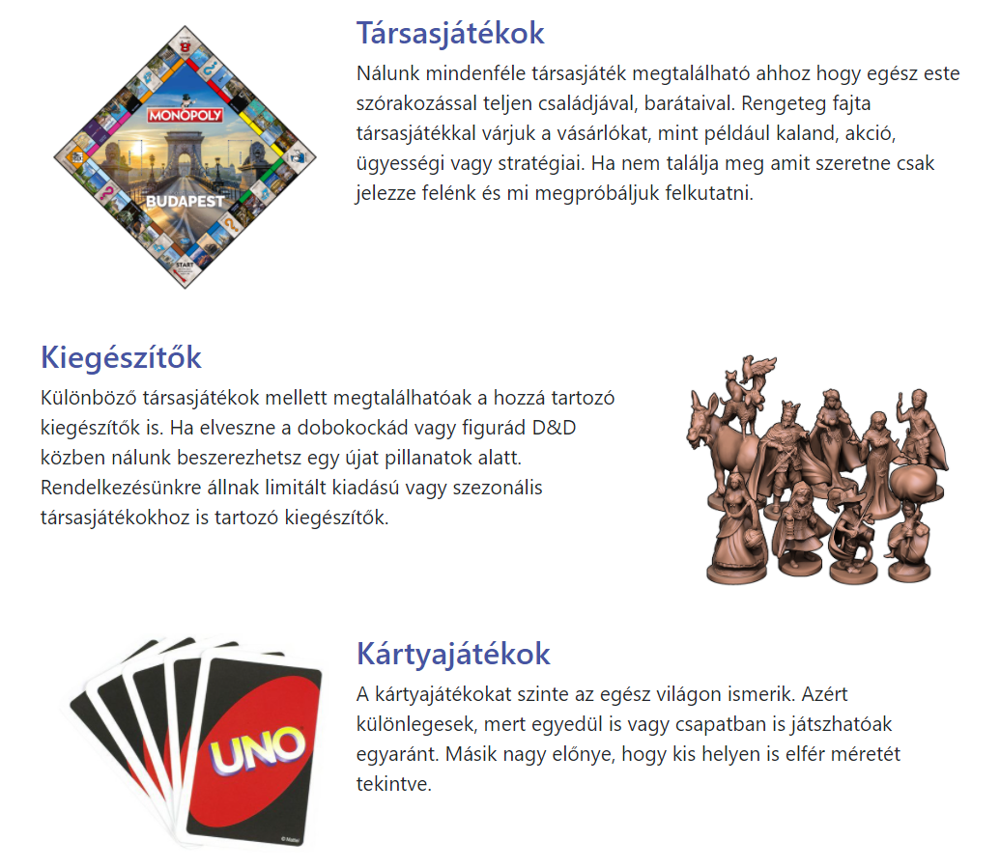 Társasjátékok
Nálunk mindenféle társasjáték megtalálható ahhoz hogy egész este
szórakozással teljen családjával, barátaival. Rengeteg fajta
társasjátékkal várjuk a vásárlókat, mint például kaland, akció,
ügyességi vagy stratégiai. Ha nem találja meg amit szeretne csak
jelezze felénk és mi megpróbáljuk felkutatni.
MONOPOLY
BUDAPEST
START
Kiegészítők
Különböző társasjátékok mellett megtalálhatóak a hozzá tartozó
kiegészítők is. Ha elveszne a dobokockád vagy figurád D&D
közben nálunk beszerezhetsz egy újat pillanatok alatt.
Rendelkezésünkre állnak limitált kiadású vagy szezonális
társasjátékokhoz is tartozó kiegészítők.
Kártyajátékok
A kártyajátékokat szinte az egész világon ismerik. Azért
különlegesek, mert egyedül is vagy csapatban is játszhatóak
egyaránt. Másik nagy előnye, hogy kis helyen is elfér méretét
tekintve.
UNO
© Mattel